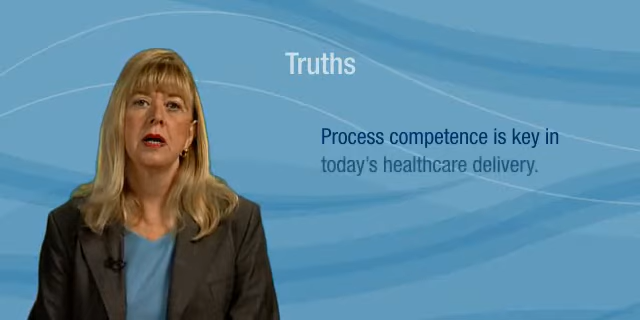 Truths
Process competence is key in
today's healthcare delivery.